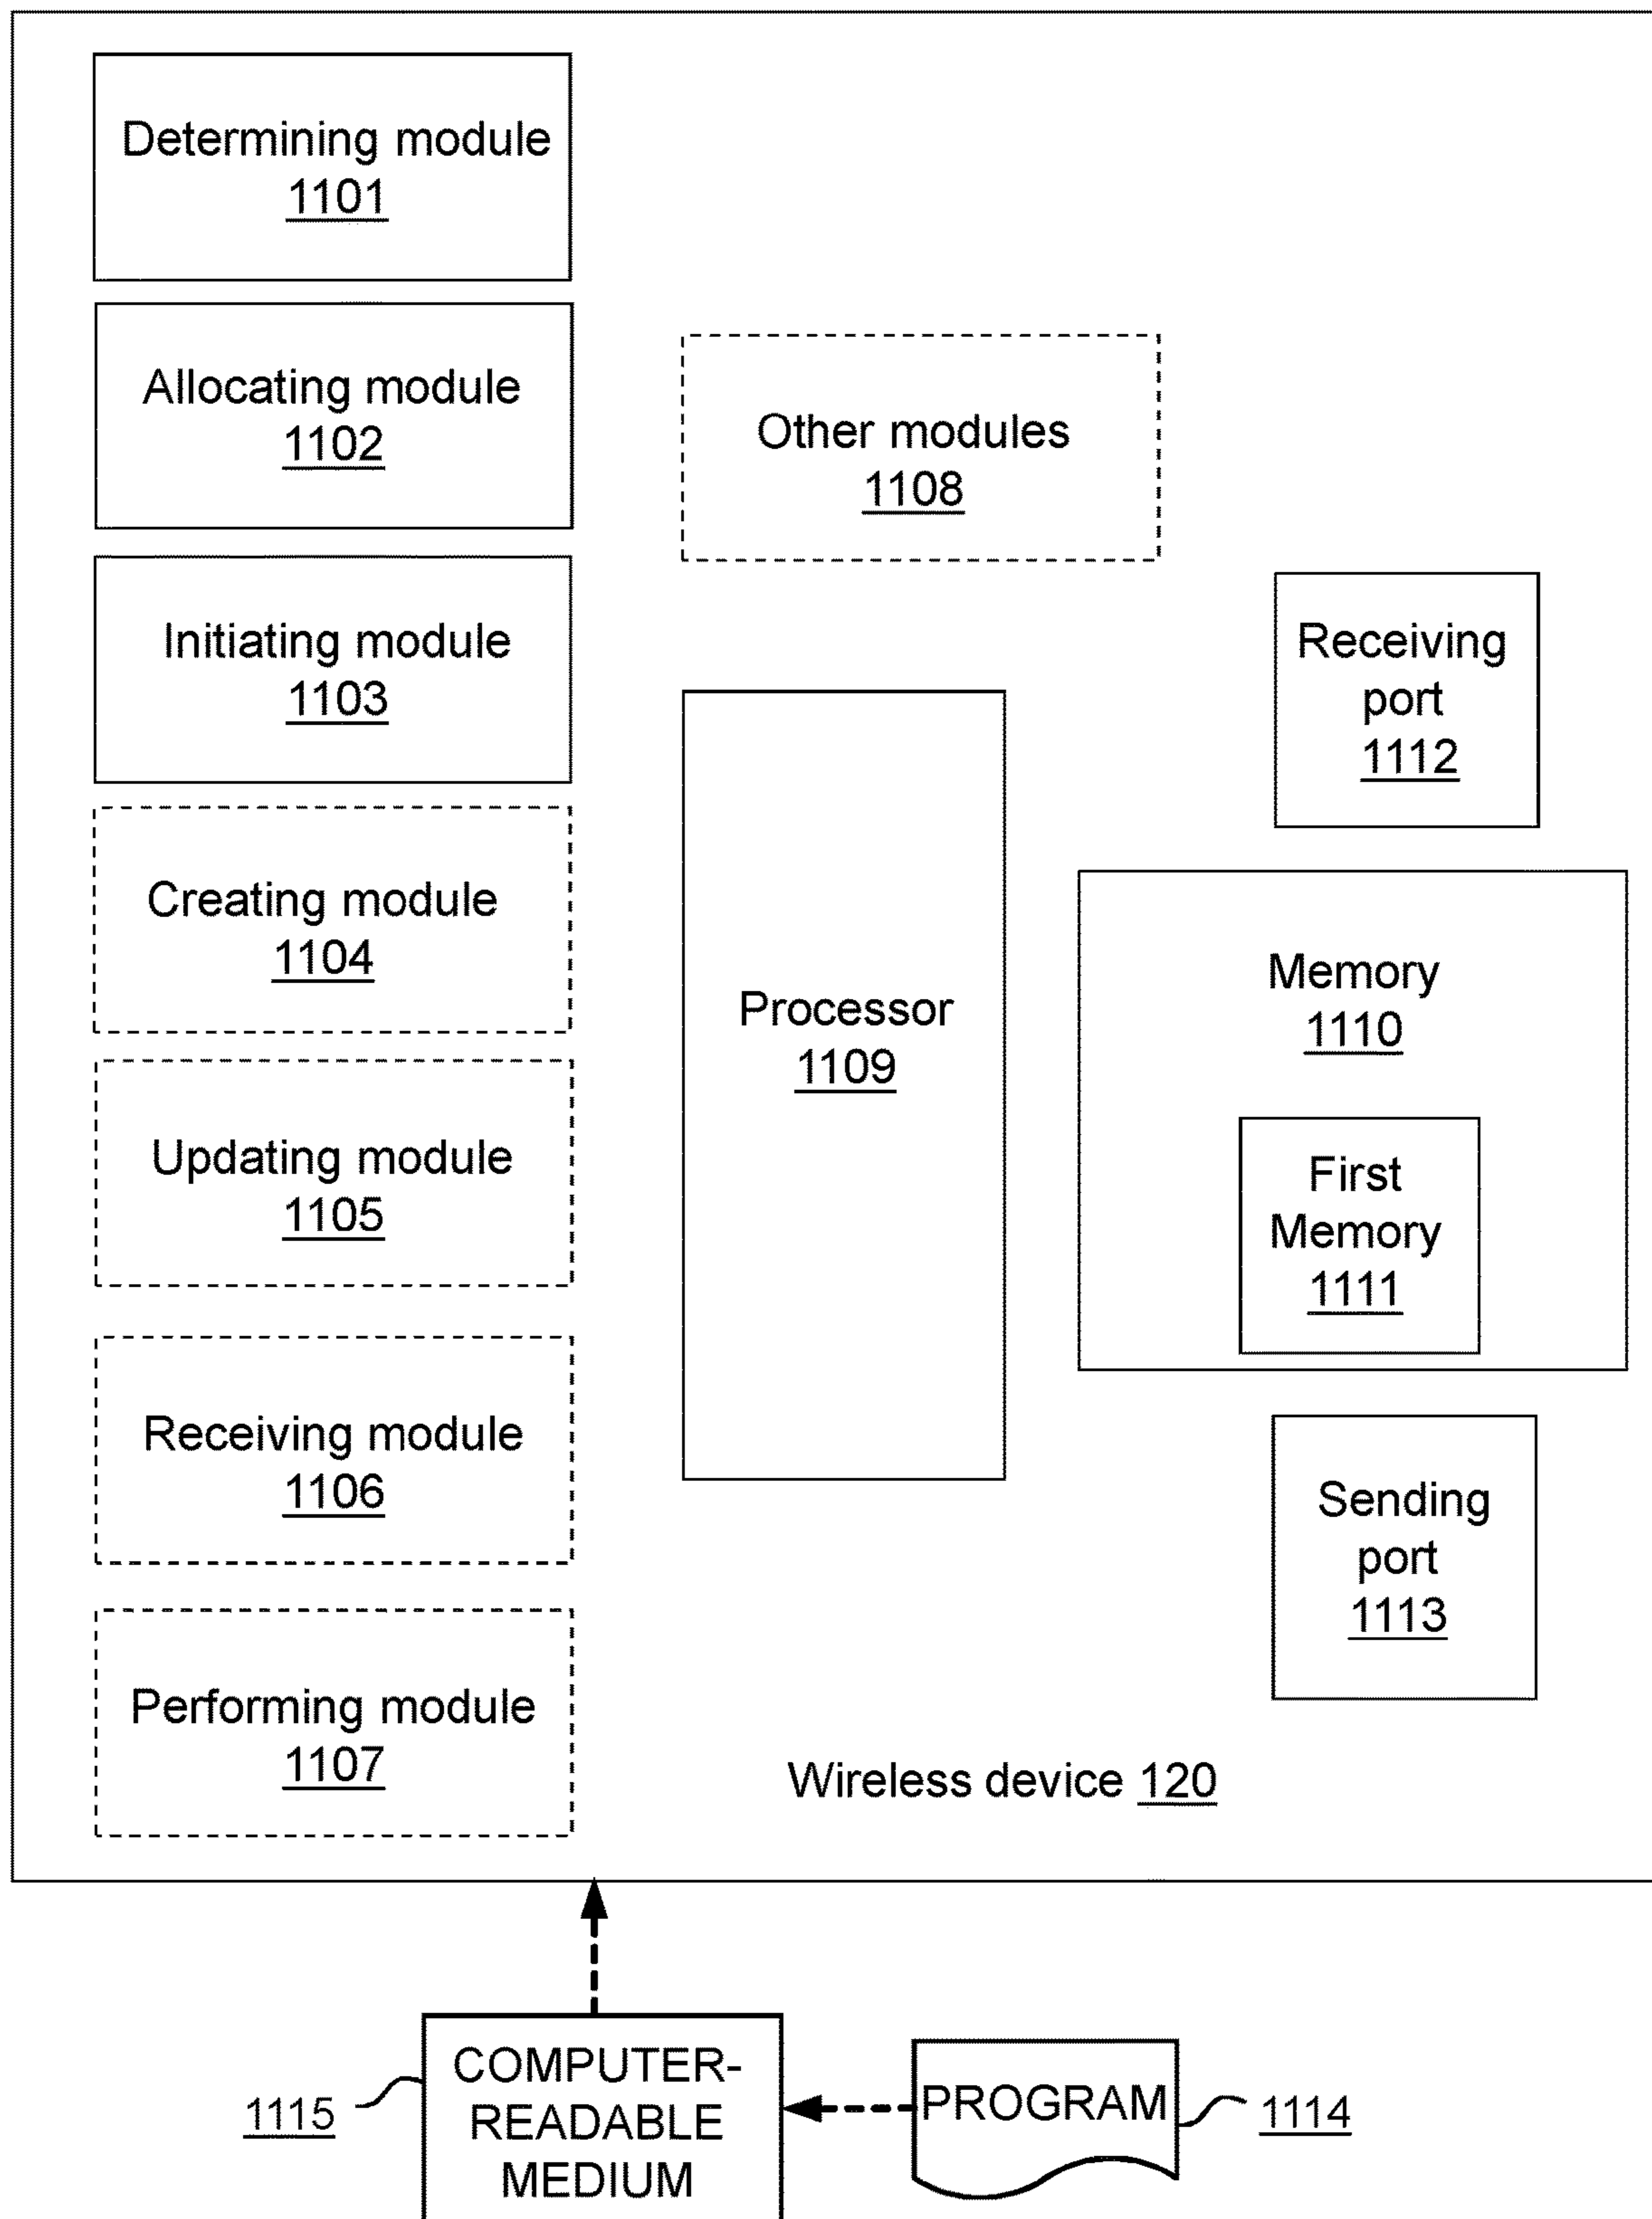 Determining module
1101
Allocating module
1102
Initiating module
1103
Creating module
1104
Updating module
1105
Receiving module
1106
Performing module
1107
Other modules
1108
Processor
1109
Receiving
port
1112
Memory
1110
First
Memory
1111
Sending
port
1113
Wireless device 120
1115
COMPUTER-
READABLE
MEDIUM
PROGRAM
1114